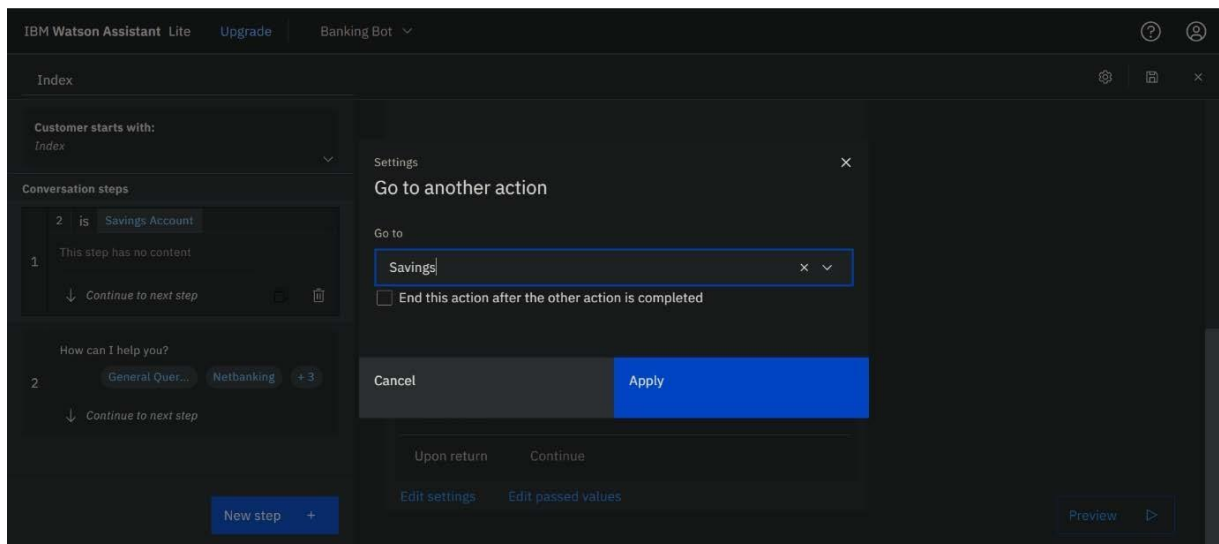 IBM Watson Assistant Lite Upgrade Banking Bot
Index
Customer starts with:
Index
Conversation steps
2 is Savings Account
1
This step has no content
Continue to next step
How can I help you?
2
General Quer... Netbanking + 3
Continue to next step
New step +
Settings
Go to another action
Go to
Savings
End this action after the other action is completed
Cancel Apply
Upon return Continue
Edit settings Edit passed values
Preview